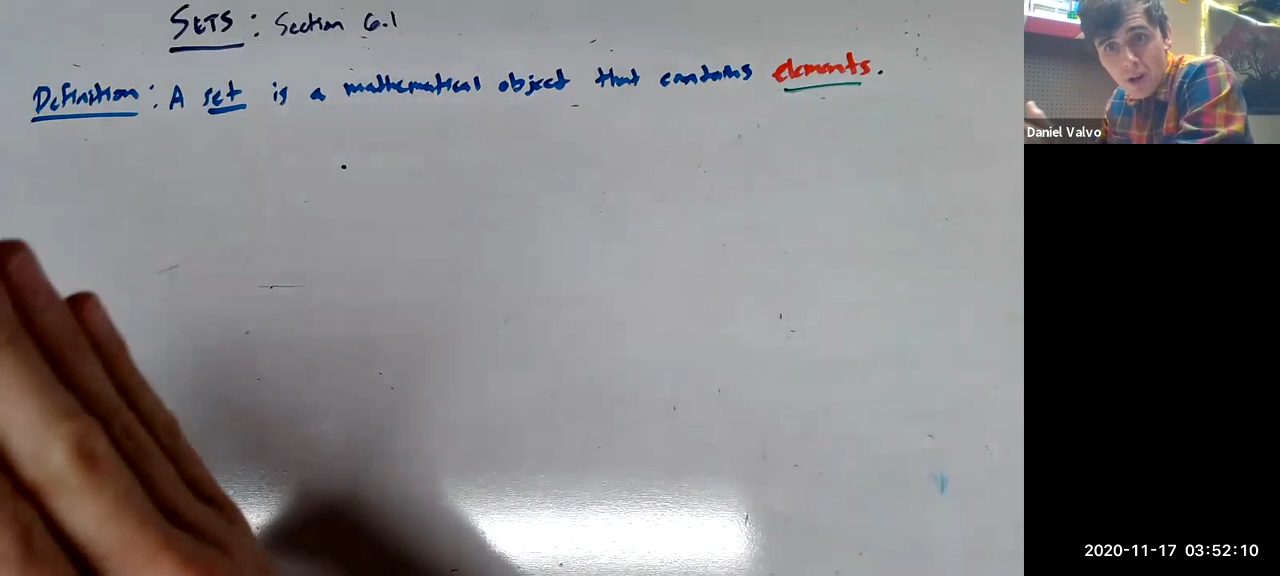 SETS: Section 6.1
Definition: A set is a mathematical object that contains elements.
Daniel Valvo
2020-11-17 03:52:10